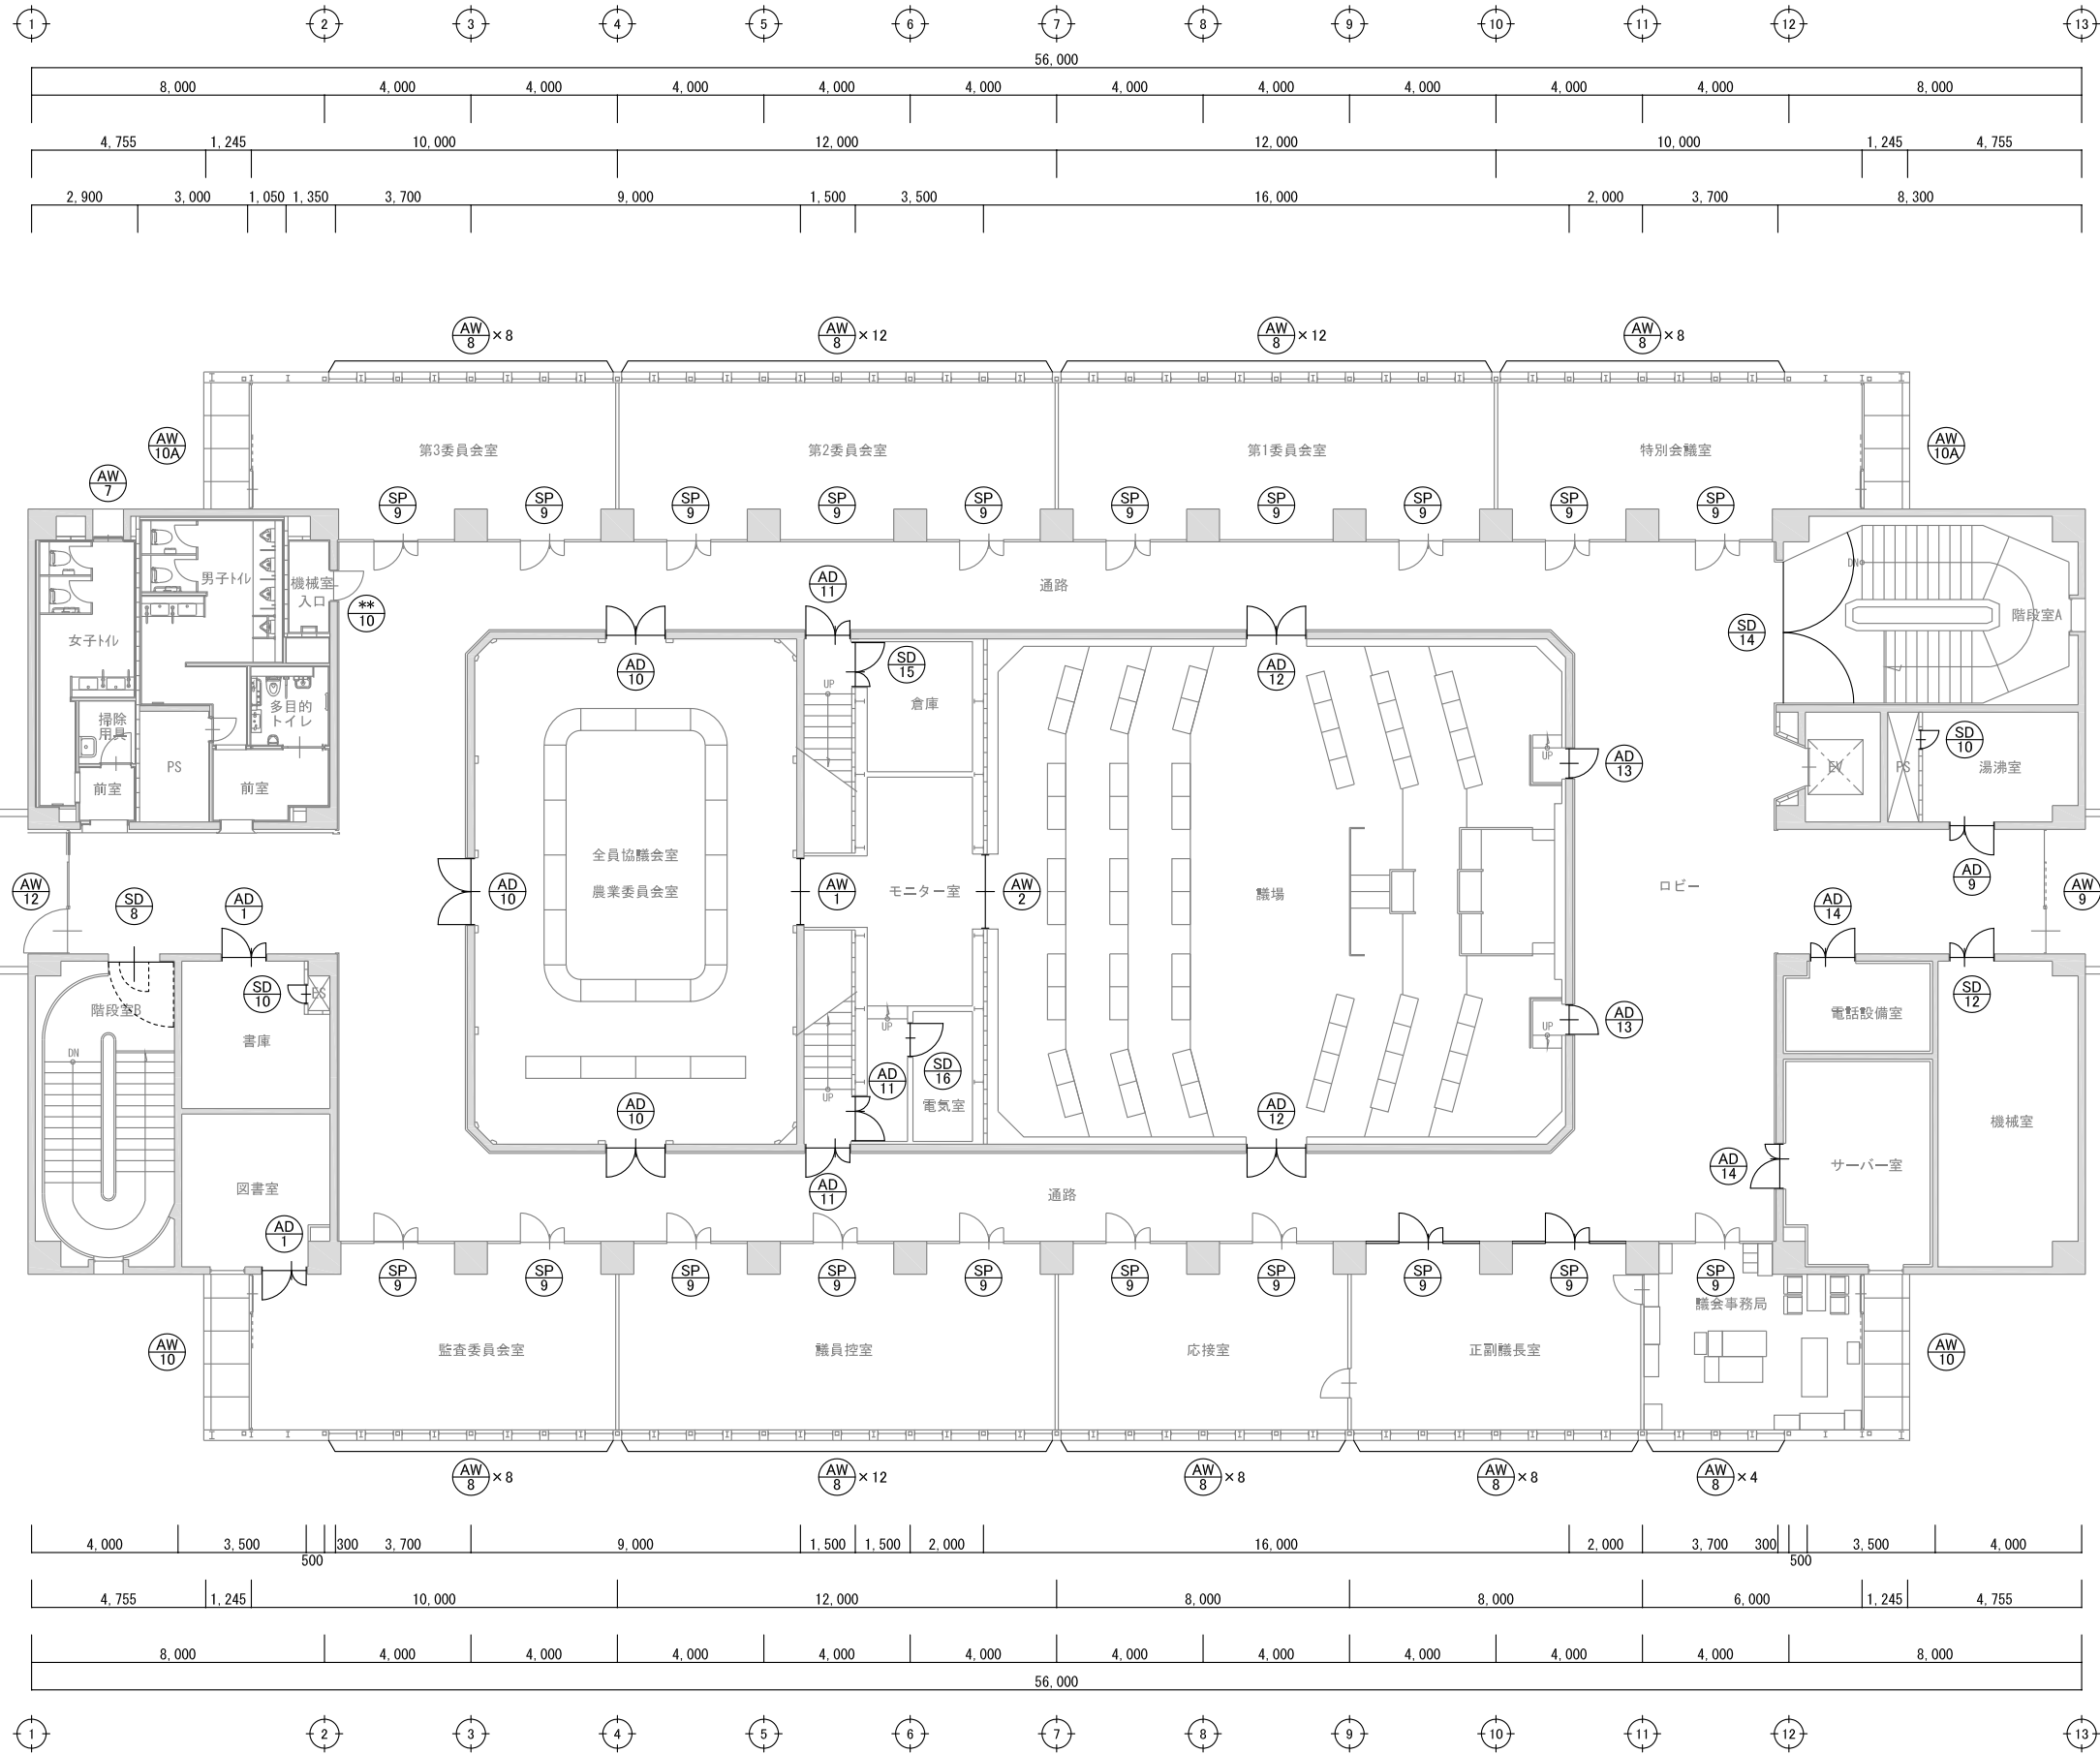 1 2 3 4 5 6 7 8 9 10 11 12 13
56,000
8,000 4,000 4,000 4,000 4,000 4,000 4,000 4,000 4,000 4,000 4,000 8,000
4,755 1,245 10,000 12,000 12,000 10,000 1,245 4,755
2,900 3,000 1,050 1,350 3,700 9,000 1,500 3,500 16,000 2,000 3,700 8,300
AW 8 ×8
AW 8 ×12
AW 8 ×12
AW 8 ×8
AW 10A
第3委員会室
第2委員会室
第1委員会室
特別会議室
AW 10A
AW 7
SP 9
SP 9
SP 9
SP 9
SP 9
SP 9
SP 9
SP 9
SP 9
SP 9
男子トイレ
機械室
入口
** 10
AD 11
通路
DN
階段室A
女子トイレ
AD 10
SD 15
AD 12
SD 14
UP
倉庫
多目的
トイレ
掃除
用具
PS
前室
前室
UP
AD 13
EV
PS
SD 10
湯沸室
全員協議会室
農業委員会室
AW 12
SD 8
AD 1
AD 10
AW 1
モニター室
AW 2
議場
ロビー
AD 14
AD 9
AW 9
SD 10
ES
階段室B
書庫
DN
UP
UP
AD 11
SD 16
電気室
UP
AD 13
電話設備室
SD 12
AD 10
AD 12
機械室
図書室
AD 1
AD 11
通路
AD 14
サーバー室
SP 9
SP 9
SP 9
SP 9
SP 9
SP 9
SP 9
SP 9
SP 9
SP 9
議会事務局
AW 10
監査委員会室
議員控室
応接室
正副議長室
AW 10
AW 8 ×8
AW 8 ×12
AW 8 ×8
AW 8 ×8
AW 8 ×4
4,000 3,500 500 300 3,700 9,000 1,500 1,500 2,000 16,000 2,000 3,700 300 500 3,500 4,000
4,755 1,245 10,000 12,000 8,000 8,000 6,000 1,245 4,755
8,000 4,000 4,000 4,000 4,000 4,000 4,000 4,000 4,000 4,000 4,000 8,000
56,000
1 2 3 4 5 6 7 8 9 10 11 12 13